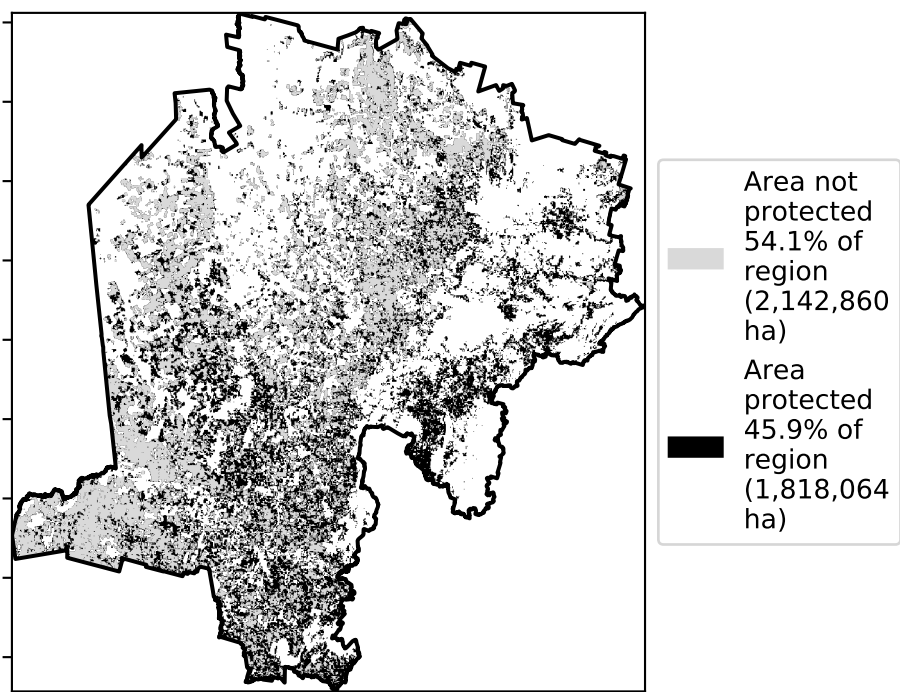 Area not
protected
54.1% of
region
(2,142,860
ha)
Area
protected
45.9% of
region
(1,818,064
ha)